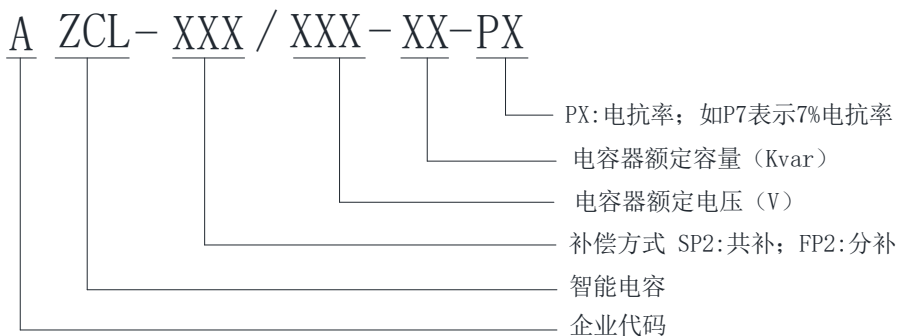 A ZCL-XXX/XXX-XX-PX
PX:电抗率；如P7表示7%电抗率
电容器额定容量（Kvar）
电容器额定电压（V）
补偿方式 SP2:共补；FP2:分补
智能电容
企业代码